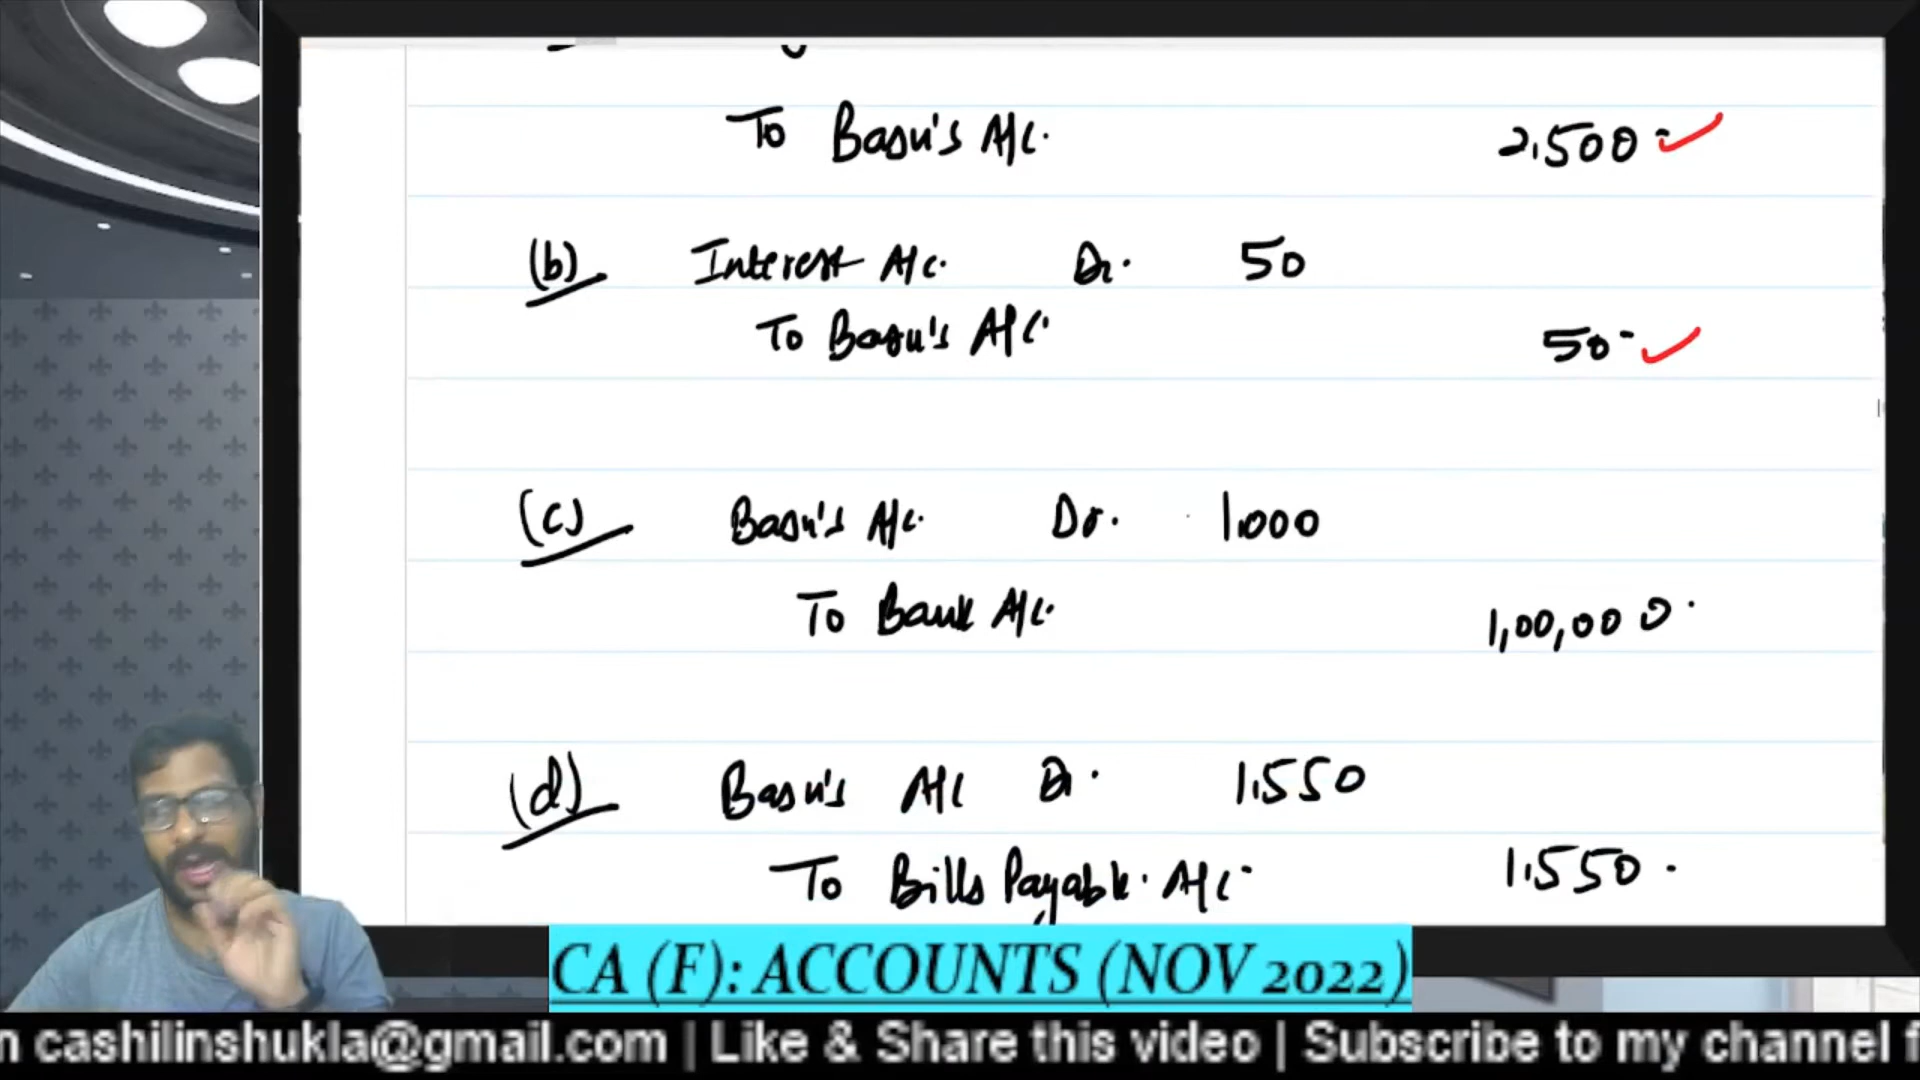 To Basu's A/c. 2,500
(b) Interest A/c. Dr. 50
To Basu's A/c. 50
(c) Basu's A/c. Dr. 1,000
To Bank A/c. 1,00,000
(d) Basu's A/c Dr. 1,550
To Bills Payable. A/c 1,550
CA (F): ACCOUNTS (NOV 2022)
n cashilinshukla@gmail.com | Like & Share this video | Subscribe to my channel f